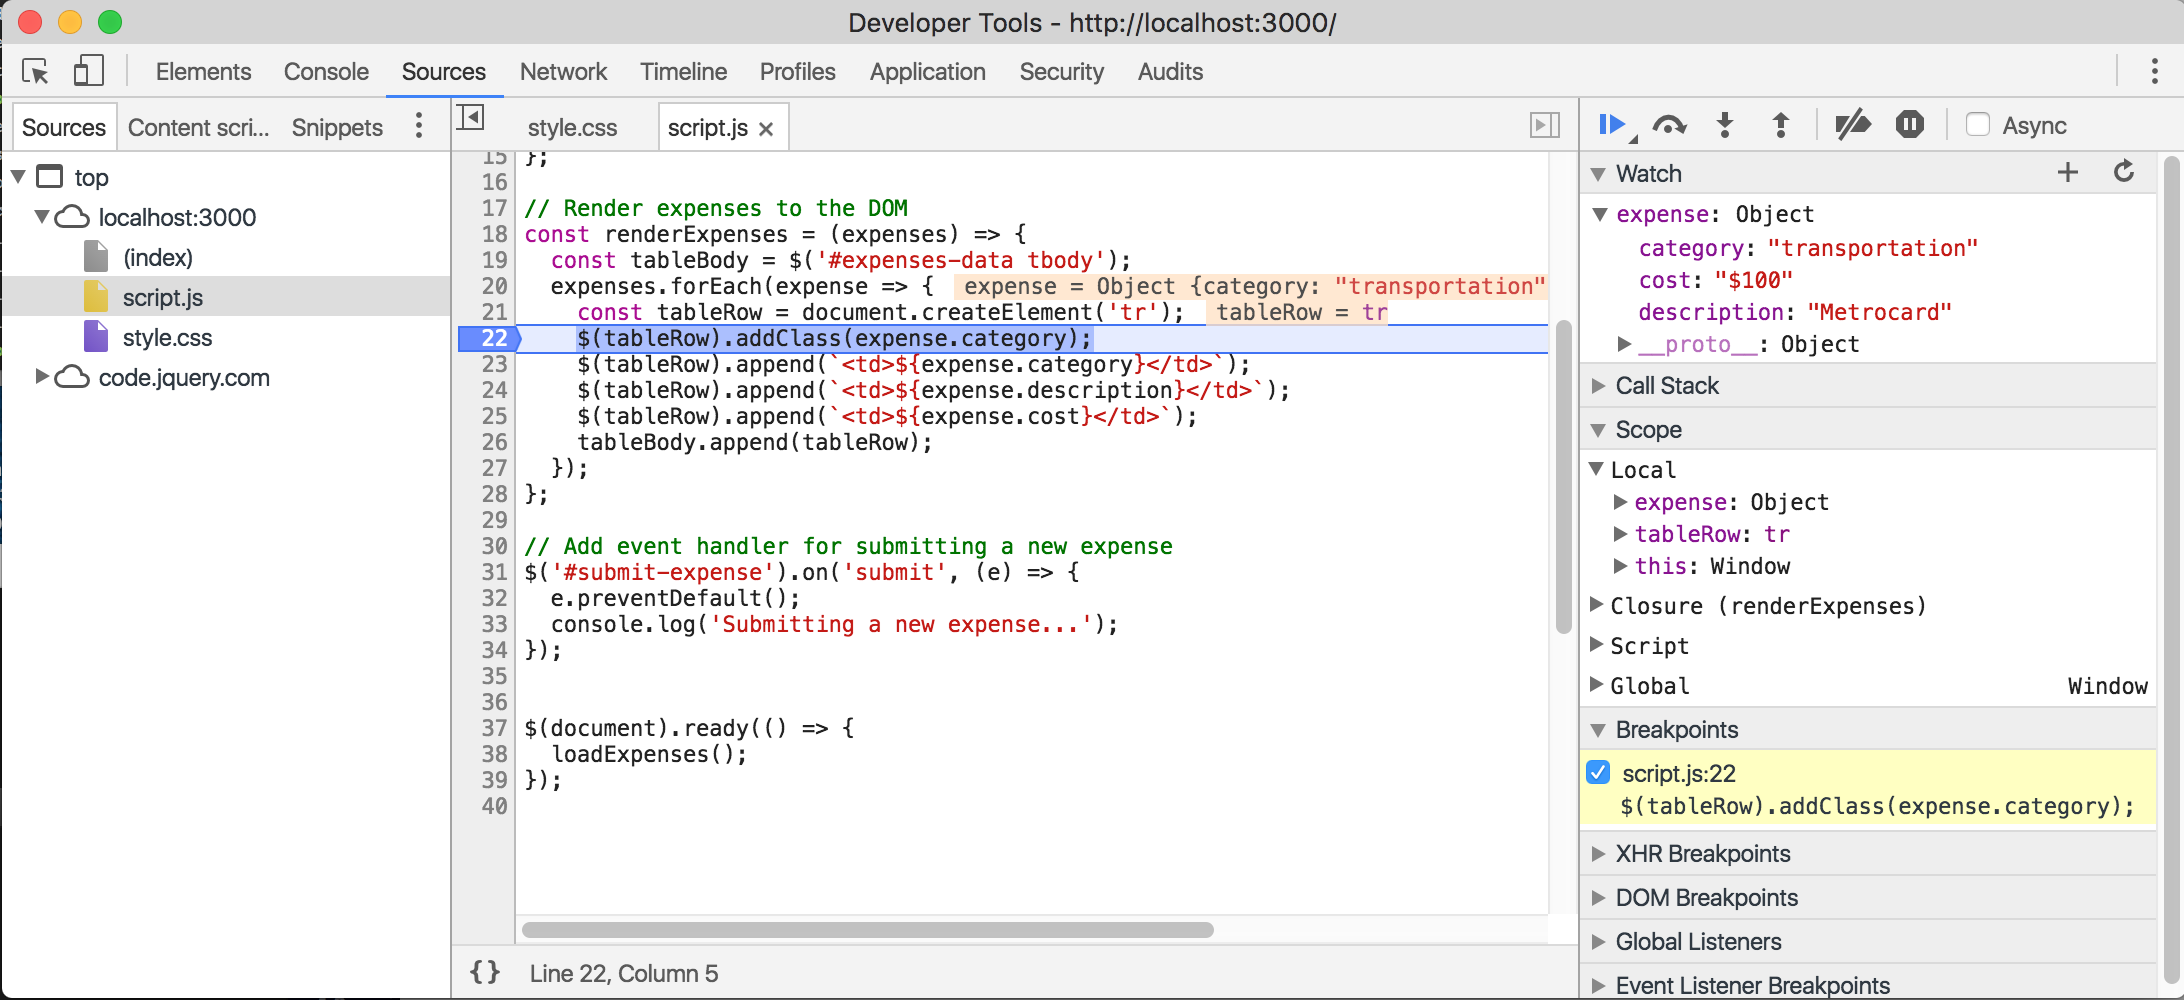 Developer Tools - http://localhost:3000/
Elements Console Sources Network Timeline Profiles Application Security Audits
Sources Content scri... Snippets
top
localhost:3000
(index)
script.js
style.css
code.jquery.com
style.css script.js ×
15 };
16
17 // Render expenses to the DOM
18 const renderExpenses = (expenses) => {
19 const tableBody = $('#expenses-data tbody');
20 expenses.forEach(expense => { expense = Object {category: "transportation"
21 const tableRow = document.createElement('tr'); tableRow = tr
22 $(tableRow).addClass(expense.category);
23 $(tableRow).append(`<td>${expense.category}</td>`);
24 $(tableRow).append(`<td>${expense.description}</td>`);
25 $(tableRow).append(`<td>${expense.cost}</td>`);
26 tableBody.append(tableRow);
27 });
28 };
29
30 // Add event handler for submitting a new expense
31 $('#submit-expense').on('submit', (e) => {
32 e.preventDefault();
33 console.log('Submitting a new expense...');
34 });
35
36
37 $(document).ready(() => {
38 loadExpenses();
39 });
40
{} Line 22, Column 5
Async
Watch
expense: Object
category: "transportation"
cost: "$100"
description: "Metrocard"
__proto__: Object
Call Stack
Scope
Local
expense: Object
tableRow: tr
this: Window
Closure (renderExpenses)
Script
Global Window
Breakpoints
script.js:22
$(tableRow).addClass(expense.category);
XHR Breakpoints
DOM Breakpoints
Global Listeners
Event Listener Breakpoints